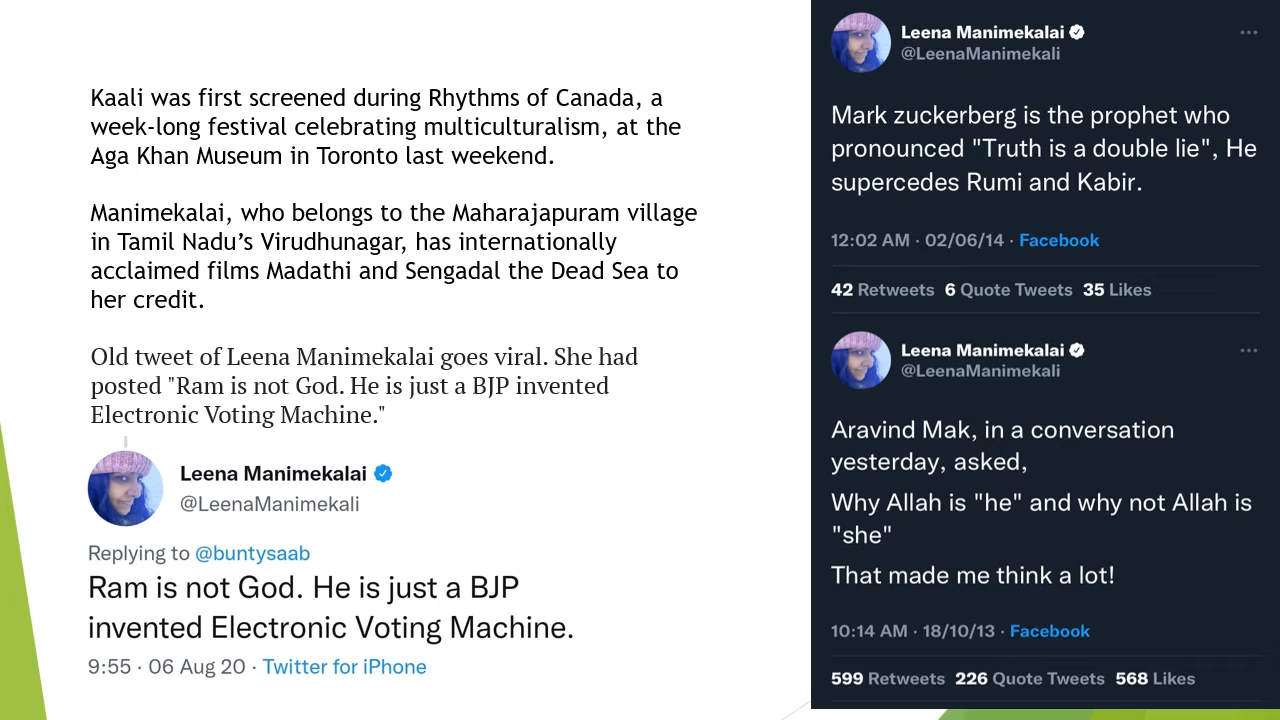 Kaali was first screened during Rhythms of Canada, a
week-long festival celebrating multiculturalism, at the
Aga Khan Museum in Toronto last weekend.
Manimekalai, who belongs to the Maharajapuram village
in Tamil Nadu’s Virudhunagar, has internationally
acclaimed films Madathi and Sengadal the Dead Sea to
her credit.
Old tweet of Leena Manimekalai goes viral. She had
posted "Ram is not God. He is just a BJP invented
Electronic Voting Machine."
Leena Manimekalai
@LeenaManimekali
Replying to @buntysaab
Ram is not God. He is just a BJP
invented Electronic Voting Machine.
9:55 · 06 Aug 20 · Twitter for iPhone
Leena Manimekalai
@LeenaManimekali
Mark zuckerberg is the prophet who
pronounced "Truth is a double lie", He
supercedes Rumi and Kabir.
12:02 AM · 02/06/14 · Facebook
42 Retweets 6 Quote Tweets 35 Likes
Leena Manimekalai
@LeenaManimekali
Aravind Mak, in a conversation
yesterday, asked,
Why Allah is "he" and why not Allah is
"she"
That made me think a lot!
10:14 AM · 18/10/13 · Facebook
599 Retweets 226 Quote Tweets 568 Likes